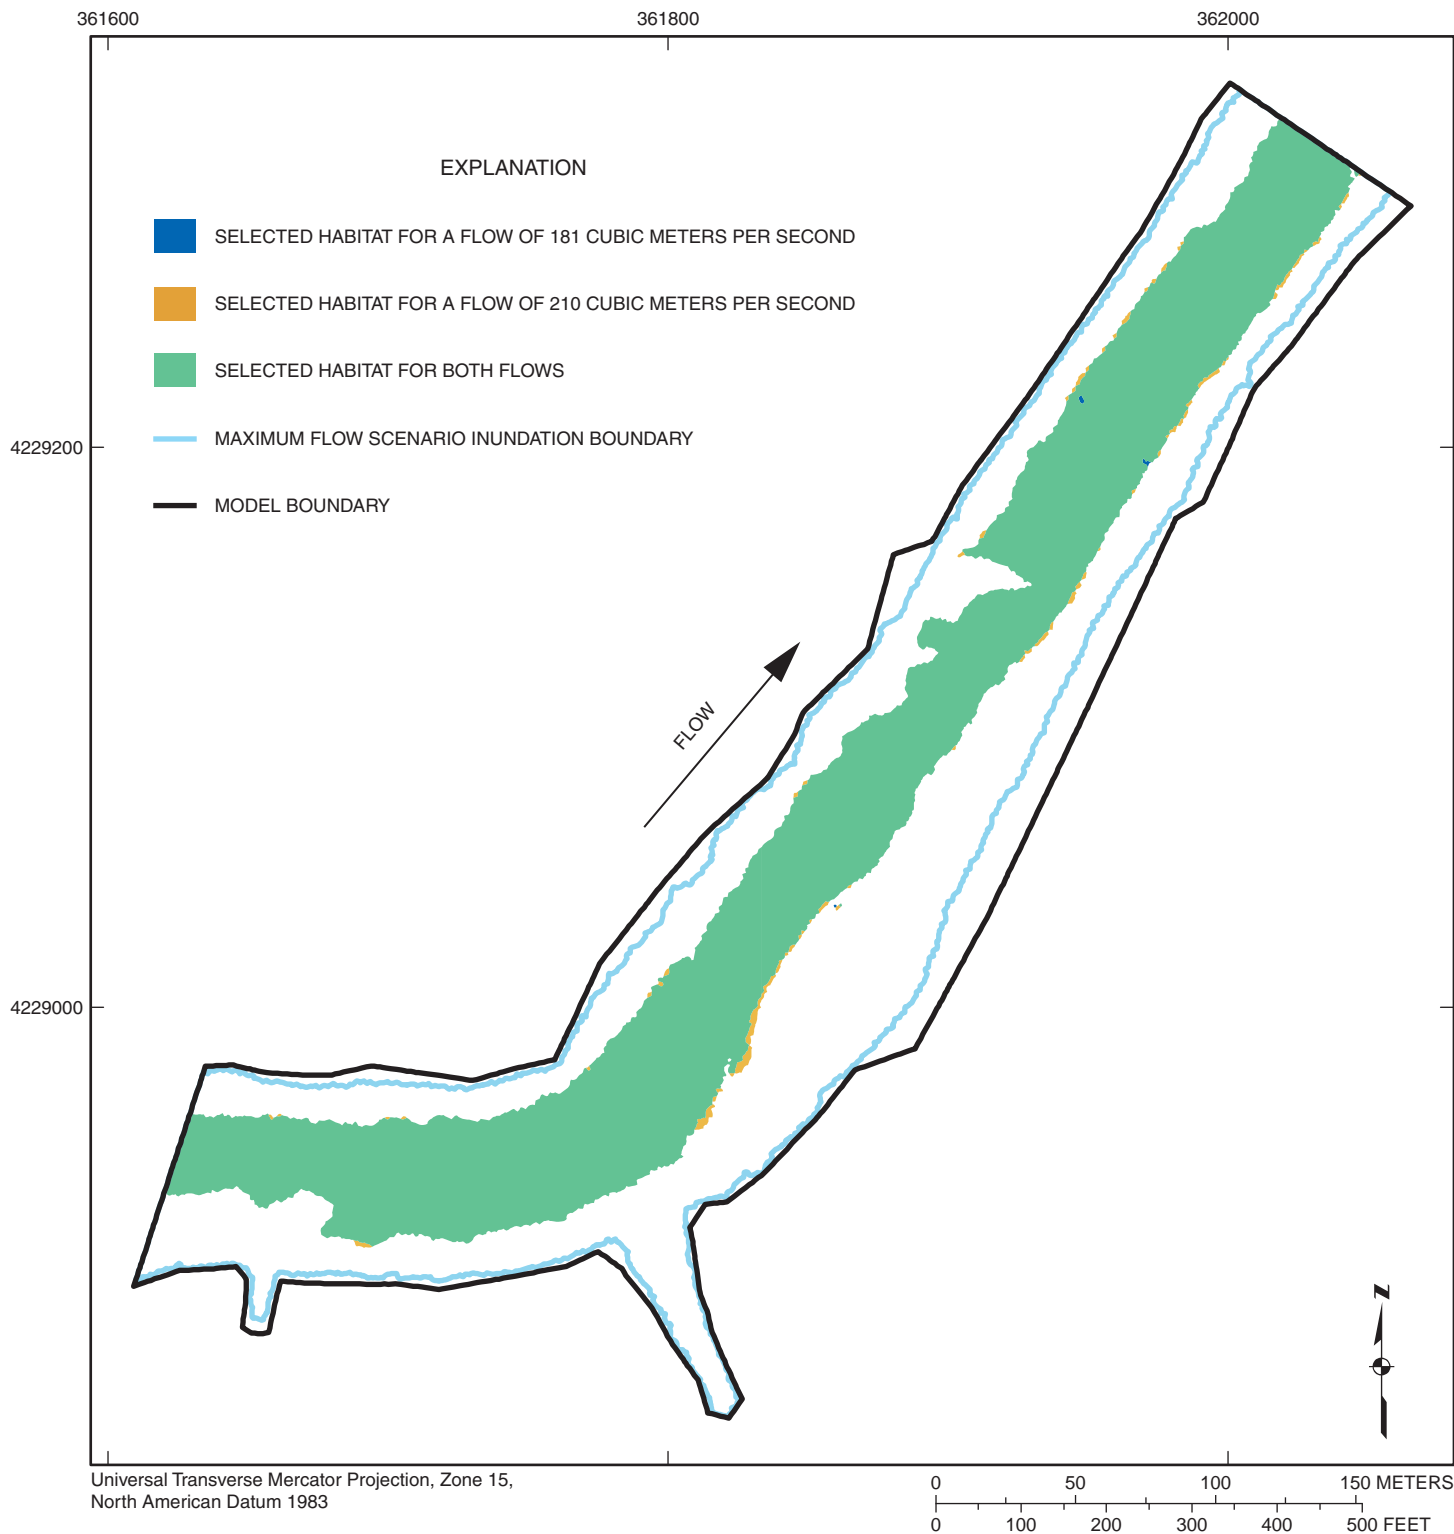 361600 361800 362000
EXPLANATION
SELECTED HABITAT FOR A FLOW OF 181 CUBIC METERS PER SECOND
SELECTED HABITAT FOR A FLOW OF 210 CUBIC METERS PER SECOND
SELECTED HABITAT FOR BOTH FLOWS
MAXIMUM FLOW SCENARIO INUNDATION BOUNDARY
4229200
MODEL BOUNDARY
FLOW
4229000
N
Universal Transverse Mercator Projection, Zone 15,
North American Datum 1983
0 50 100 150 METERS
0 100 200 300 400 500 FEET